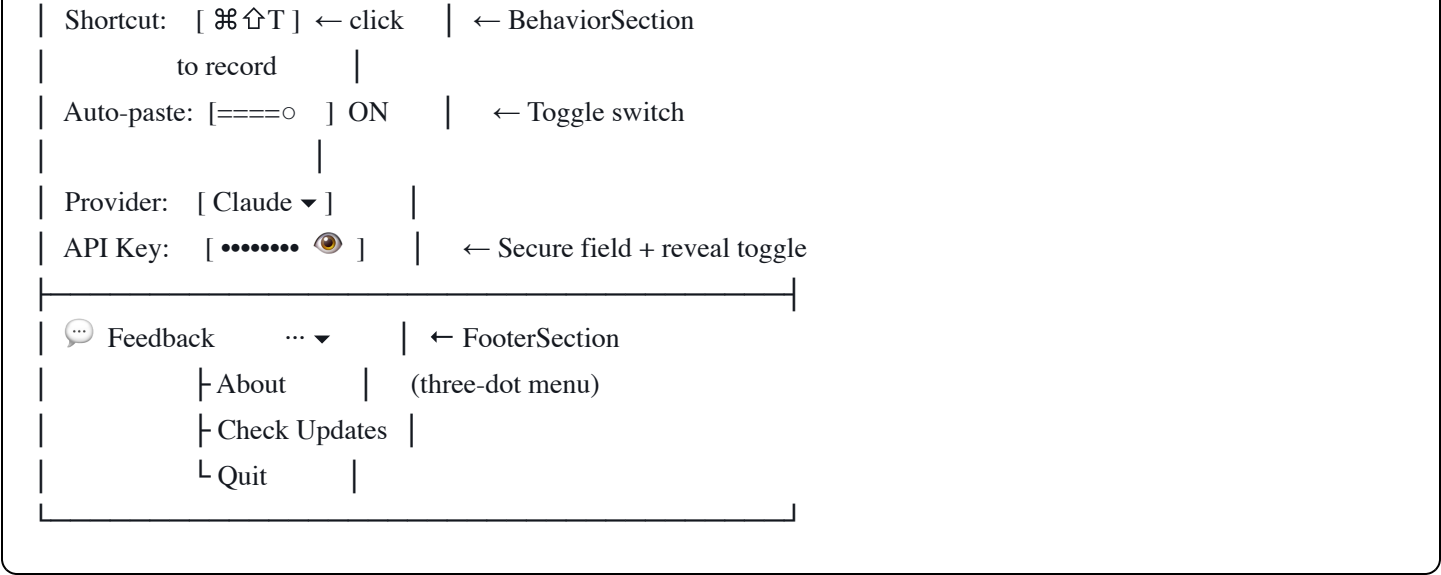 │ Shortcut: [ ⌘⇧T ] ← click │ ← BehaviorSection
│ to record │
│ Auto-paste: [====○ ] ON │ ← Toggle switch
│ │
│ Provider: [ Claude ▾ ] │
│ API Key: [ •••••••• 👁 ] │ ← Secure field + reveal toggle
├──────────────────────────────────────┤
│ 💬 Feedback ··· ▾ │ ← FooterSection
│ ├ About │ (three-dot menu)
│ ├ Check Updates │
│ └ Quit │
└──────────────────────────────────────┘